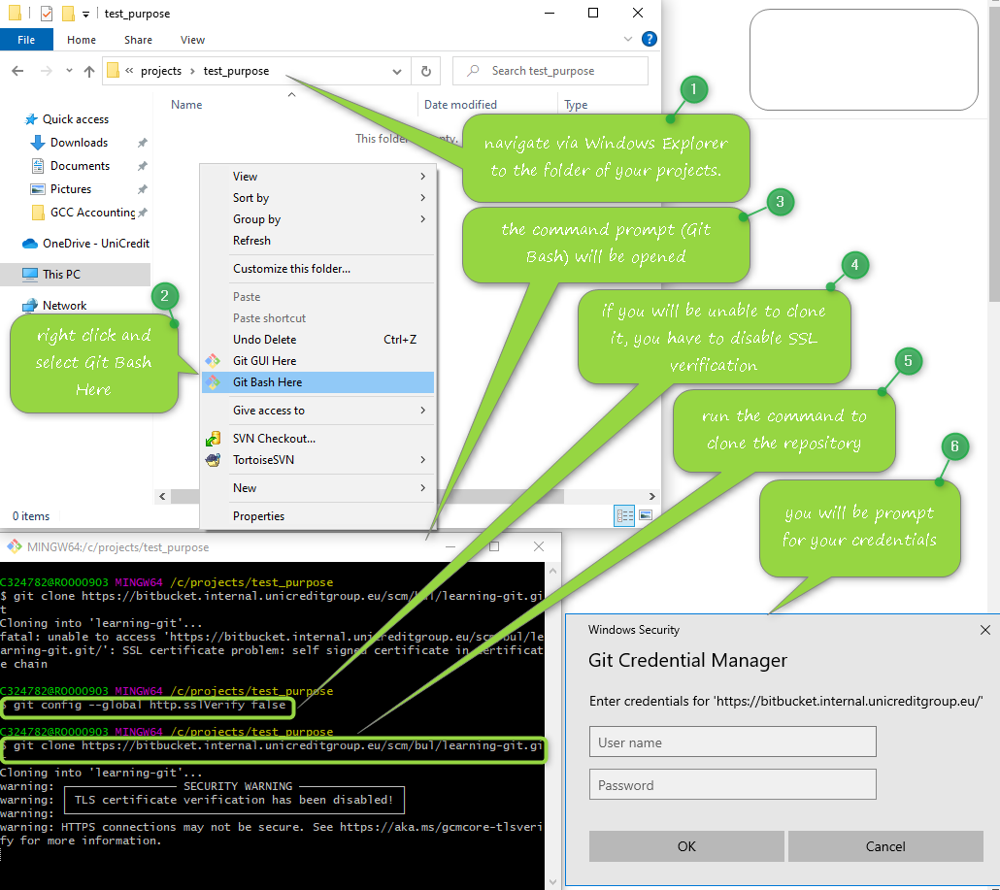 test_purpose
File Home Share View
« projects › test_purpose
Search test_purpose
Name Date modified Type
This folder
ty.
Quick access
Downloads
Documents
Pictures
GCC Accounting
OneDrive - UniCredit
This PC
Network
0 items
View
Sort by
Group by
Refresh
Customize this folder...
Paste
Paste shortcut
Undo Delete Ctrl+Z
Git GUI Here
Git Bash Here
Give access to
SVN Checkout...
TortoiseSVN
New
Properties
1
navigate via Windows Explorer
to the folder of your projects.
2
right click and
select Git Bash
Here
3
the command prompt (Git
Bash) will be opened
4
if you will be unable to clone
it, you have to disable SSL
verification
5
run the command to
clone the repository
6
you will be prompt
for your credentials
MINGW64:/c/projects/test_purpose
C324782@RO00O903 MINGW64 /c/projects/test_purpose
$ git clone https://bitbucket.internal.unicreditgroup.eu/scm/bul/learning-git.gi
t
Cloning into 'learning-git'...
fatal: unable to access 'https://bitbucket.internal.unicreditgroup.eu/scm/bul/le
arning-git.git/': SSL certificate problem: self signed certificate in certificat
e chain
C324782@RO00O903 MINGW64 /c/projects/test_purpose
$ git config --global http.sslVerify false
C324782@RO00O903 MINGW64 /c/projects/test_purpose
$ git clone https://bitbucket.internal.unicreditgroup.eu/scm/bul/learning-git.gi
Cloning into 'learning-git'...
warning: SECURITY WARNING
warning: TLS certificate verification has been disabled!
warning:
warning: HTTPS connections may not be secure. See https://aka.ms/gcmcore-tlsveri
fy for more information.
Windows Security
Git Credential Manager
Enter credentials for 'https://bitbucket.internal.unicreditgroup.eu/'
User name
Password
OK Cancel